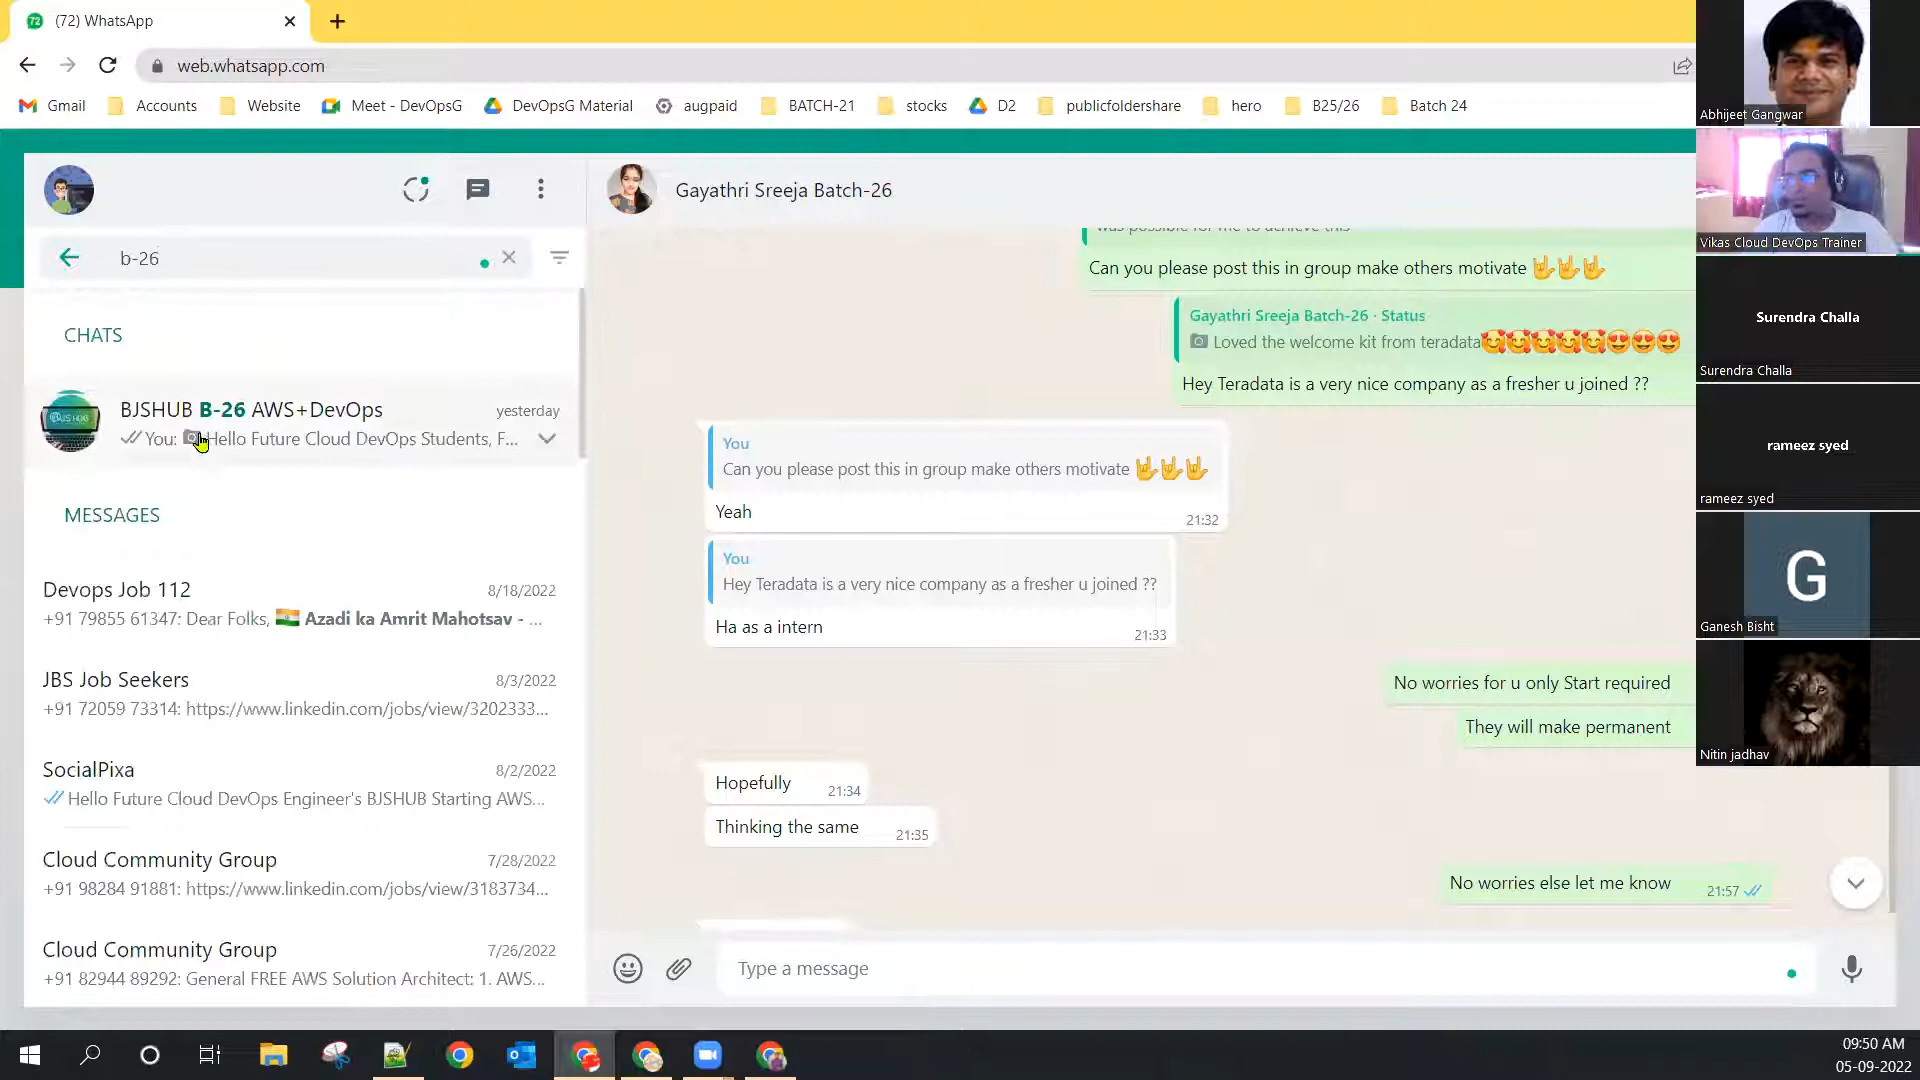 72
(72) WhatsApp
web.whatsapp.com
Gmail
Accounts
Website
Meet - DevOpsG
DevOpsG Material
augpaid
BATCH-21
stocks
D2
publicfoldershare
hero
B25/26
Batch 24
b-26
CHATS
BJSHUB B-26 AWS+DevOps
yesterday
You: Hello Future Cloud DevOps Students, F...
MESSAGES
Devops Job 112
8/18/2022
+91 79855 61347: Dear Folks, 🇮🇳 Azadi ka Amrit Mahotsav - ...
JBS Job Seekers
8/3/2022
+91 72059 73314: https://www.linkedin.com/jobs/view/3202333...
SocialPixa
8/2/2022
Hello Future Cloud DevOps Engineer's BJSHUB Starting AWS...
Cloud Community Group
7/28/2022
+91 98284 91881: https://www.linkedin.com/jobs/view/3183734...
Cloud Community Group
7/26/2022
+91 82944 89292: General FREE AWS Solution Architect: 1. AWS...
Gayathri Sreeja Batch-26
was possible for me to achieve this
Can you please post this in group make others motivate 🤟🤟🤟
Gayathri Sreeja Batch-26 · Status
Loved the welcome kit from teradata🥰🥰🥰🥰🥰😍😍😍
Hey Teradata is a very nice company as a fresher u joined ??
You
Can you please post this in group make others motivate 🤟🤟🤟
Yeah
21:32
You
Hey Teradata is a very nice company as a fresher u joined ??
Ha as a intern
21:33
No worries for u only Start required
They will make permanent
Hopefully
21:34
Thinking the same
21:35
No worries else let me know
21:57
Type a message
Abhijeet Gangwar
Vikas Cloud DevOps Trainer
Surendra Challa
Surendra Challa
rameez syed
rameez syed
G
Ganesh Bisht
Nitin jadhav
09:50 AM
05-09-2022